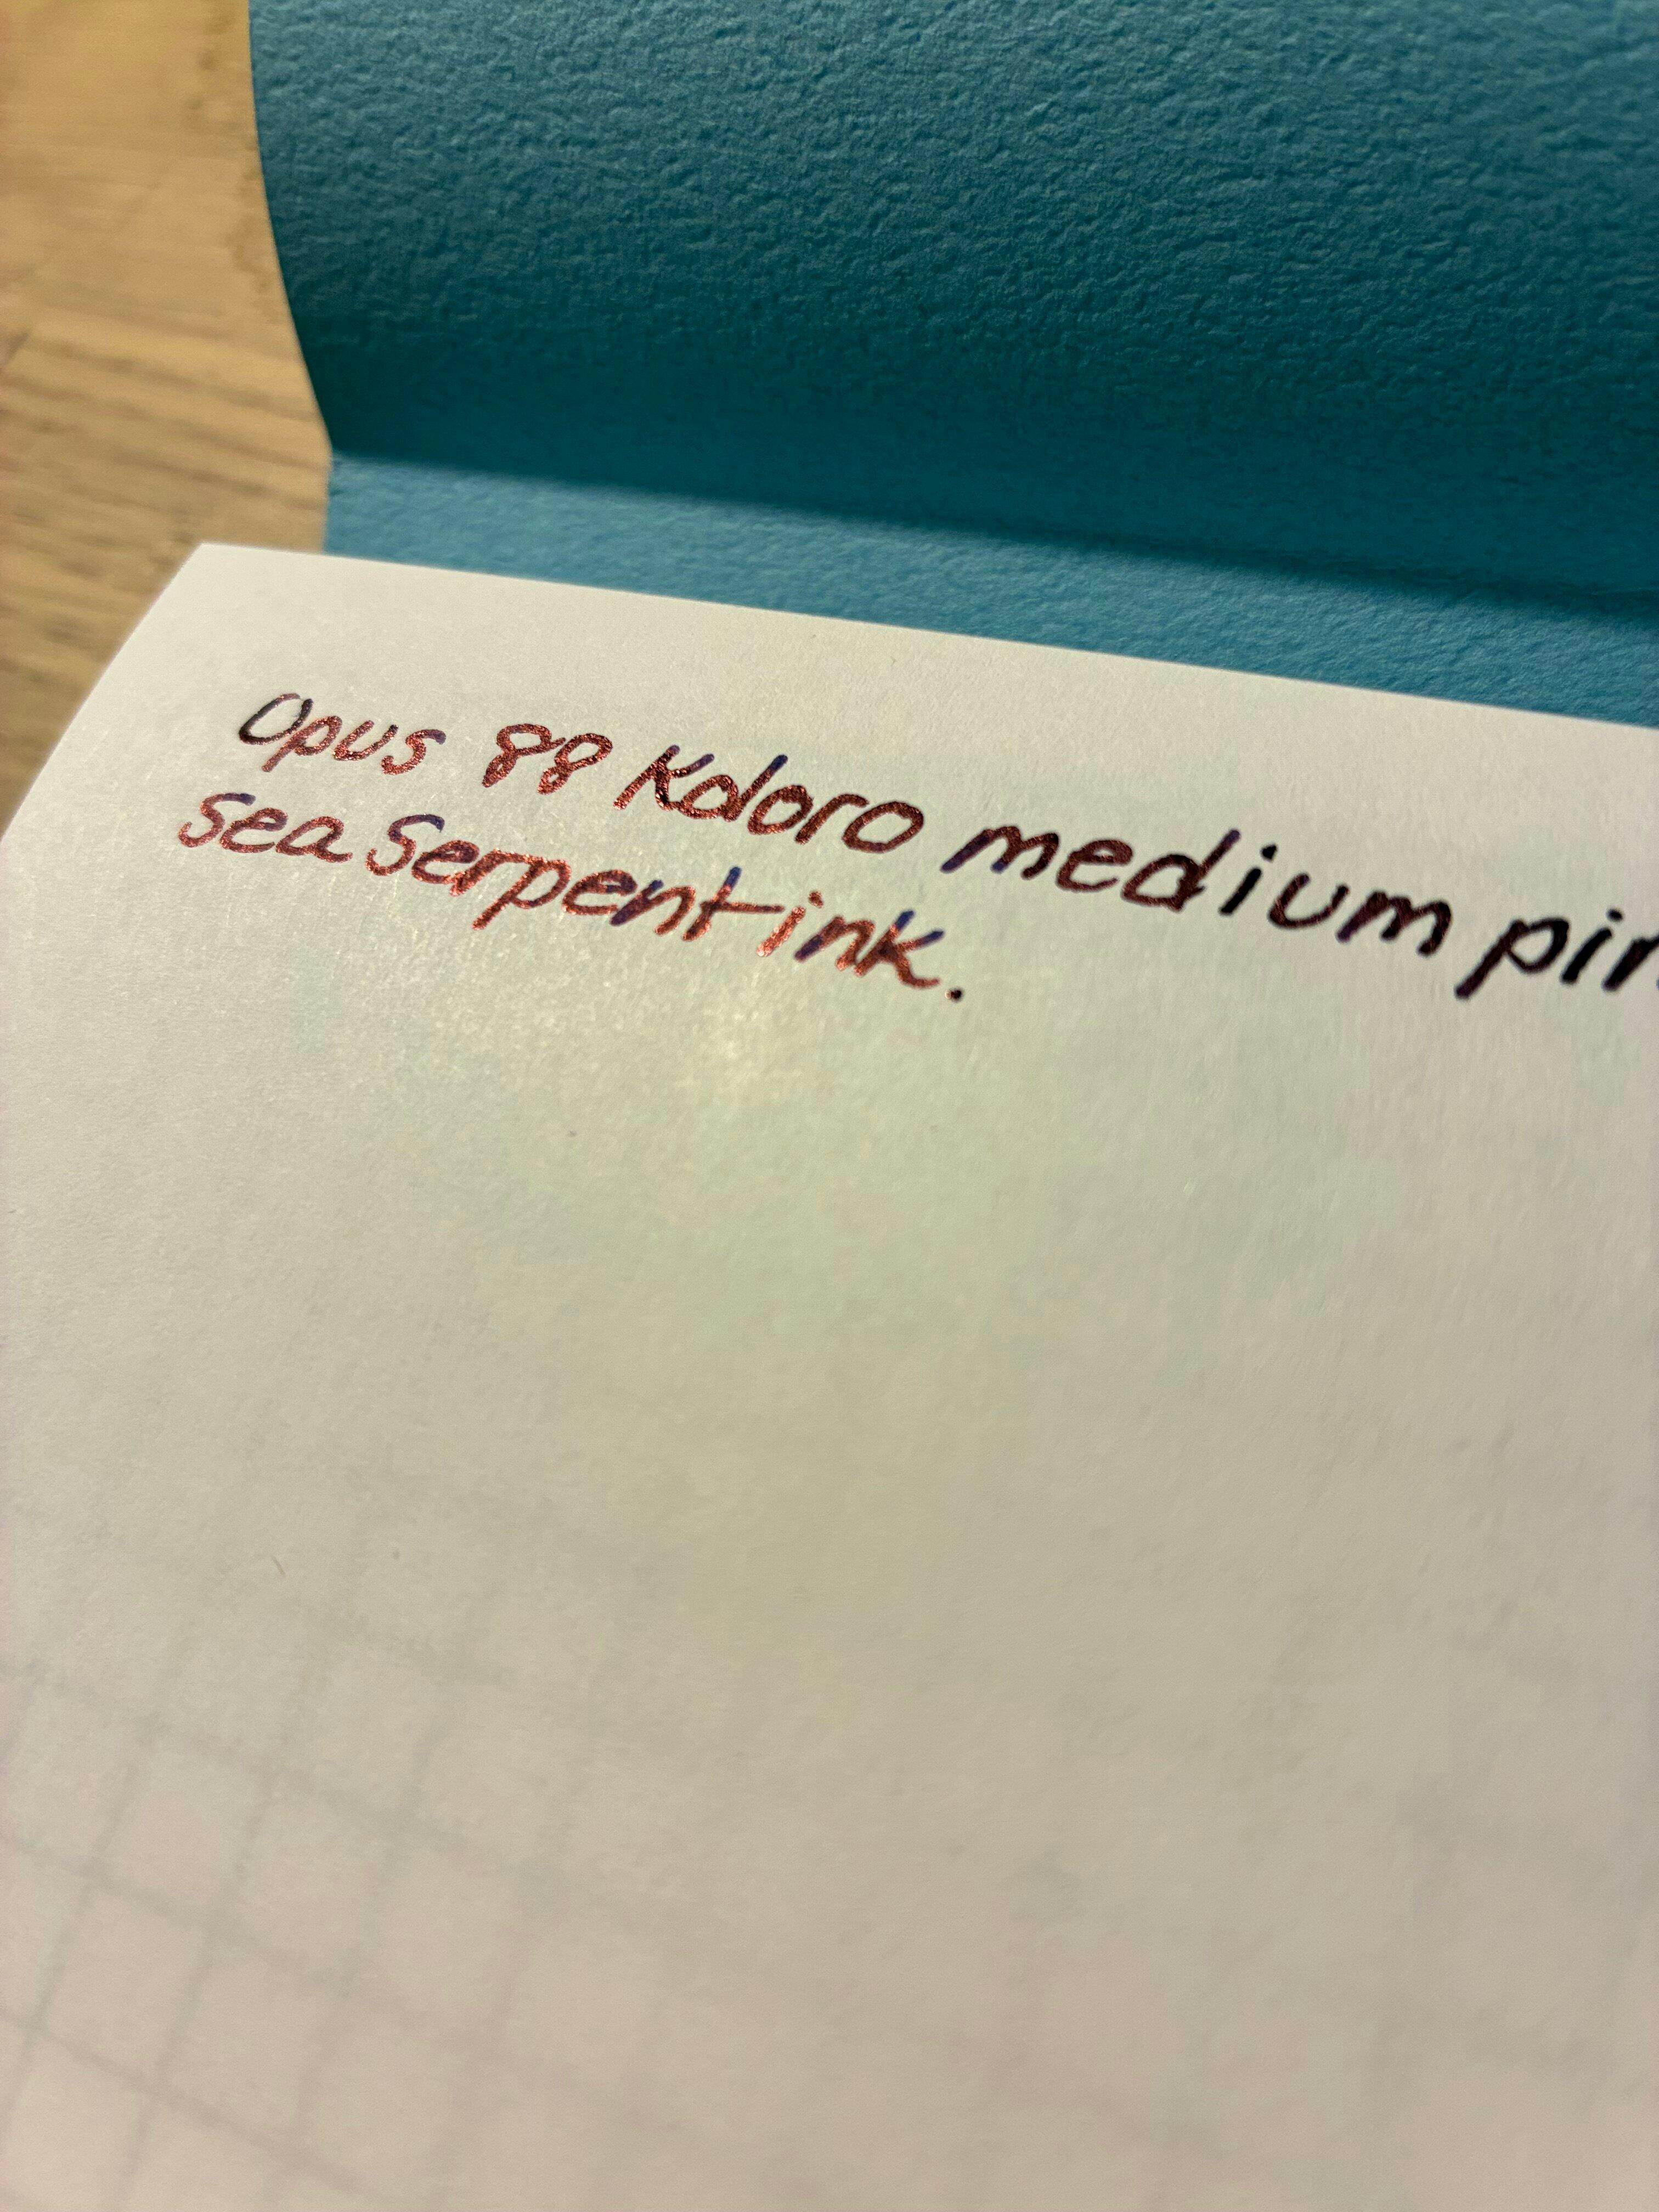 Opus 88 Koloro medium
sea Serpent ink.